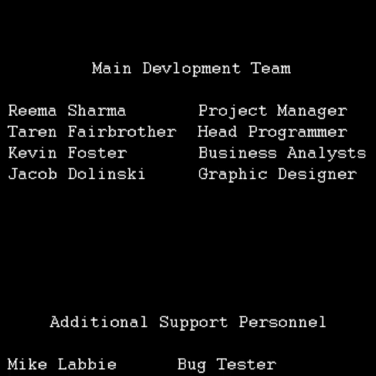 Main Devlopment Team
Reema Sharma Project Manager
Taren Fairbrother Head Programmer
Kevin Foster Business Analysts
Jacob Dolinski Graphic Designer
Additional Support Personnel
Mike Labbie Bug Tester